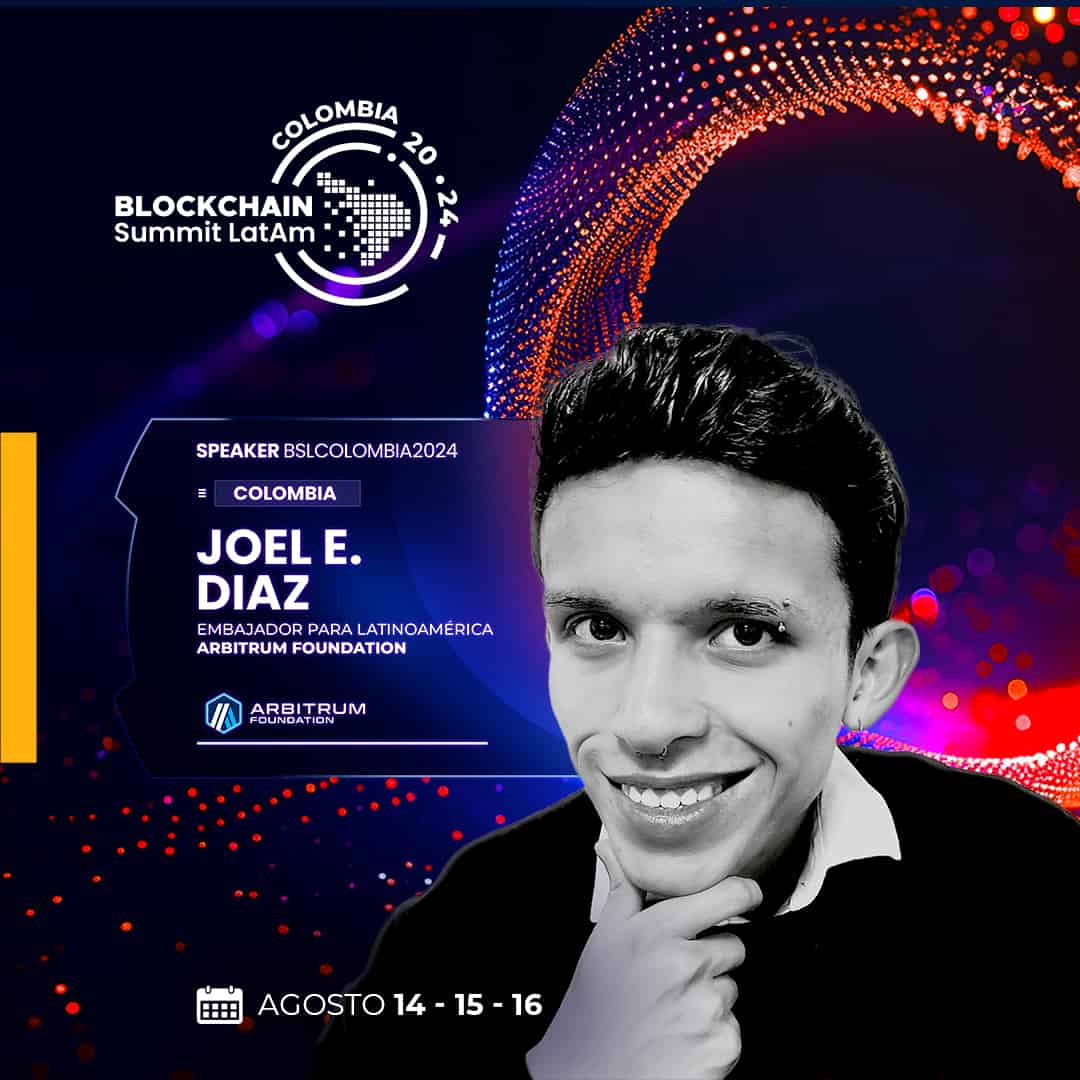 COLOMBIA 20 · 24
BLOCKCHAIN
Summit LatAm
SPEAKER BSLCOLOMBIA2024
COLOMBIA
JOEL E.
DIAZ
EMBAJADOR PARA LATINOAMÉRICA
ARBITRUM FOUNDATION
ARBITRUM
FOUNDATION
AGOSTO 14 - 15 - 16